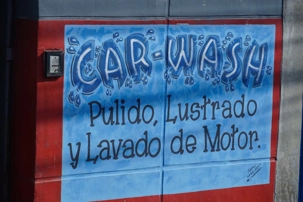 CAR-WASH
Pulido, Lustrado
y Lavado de Motor.